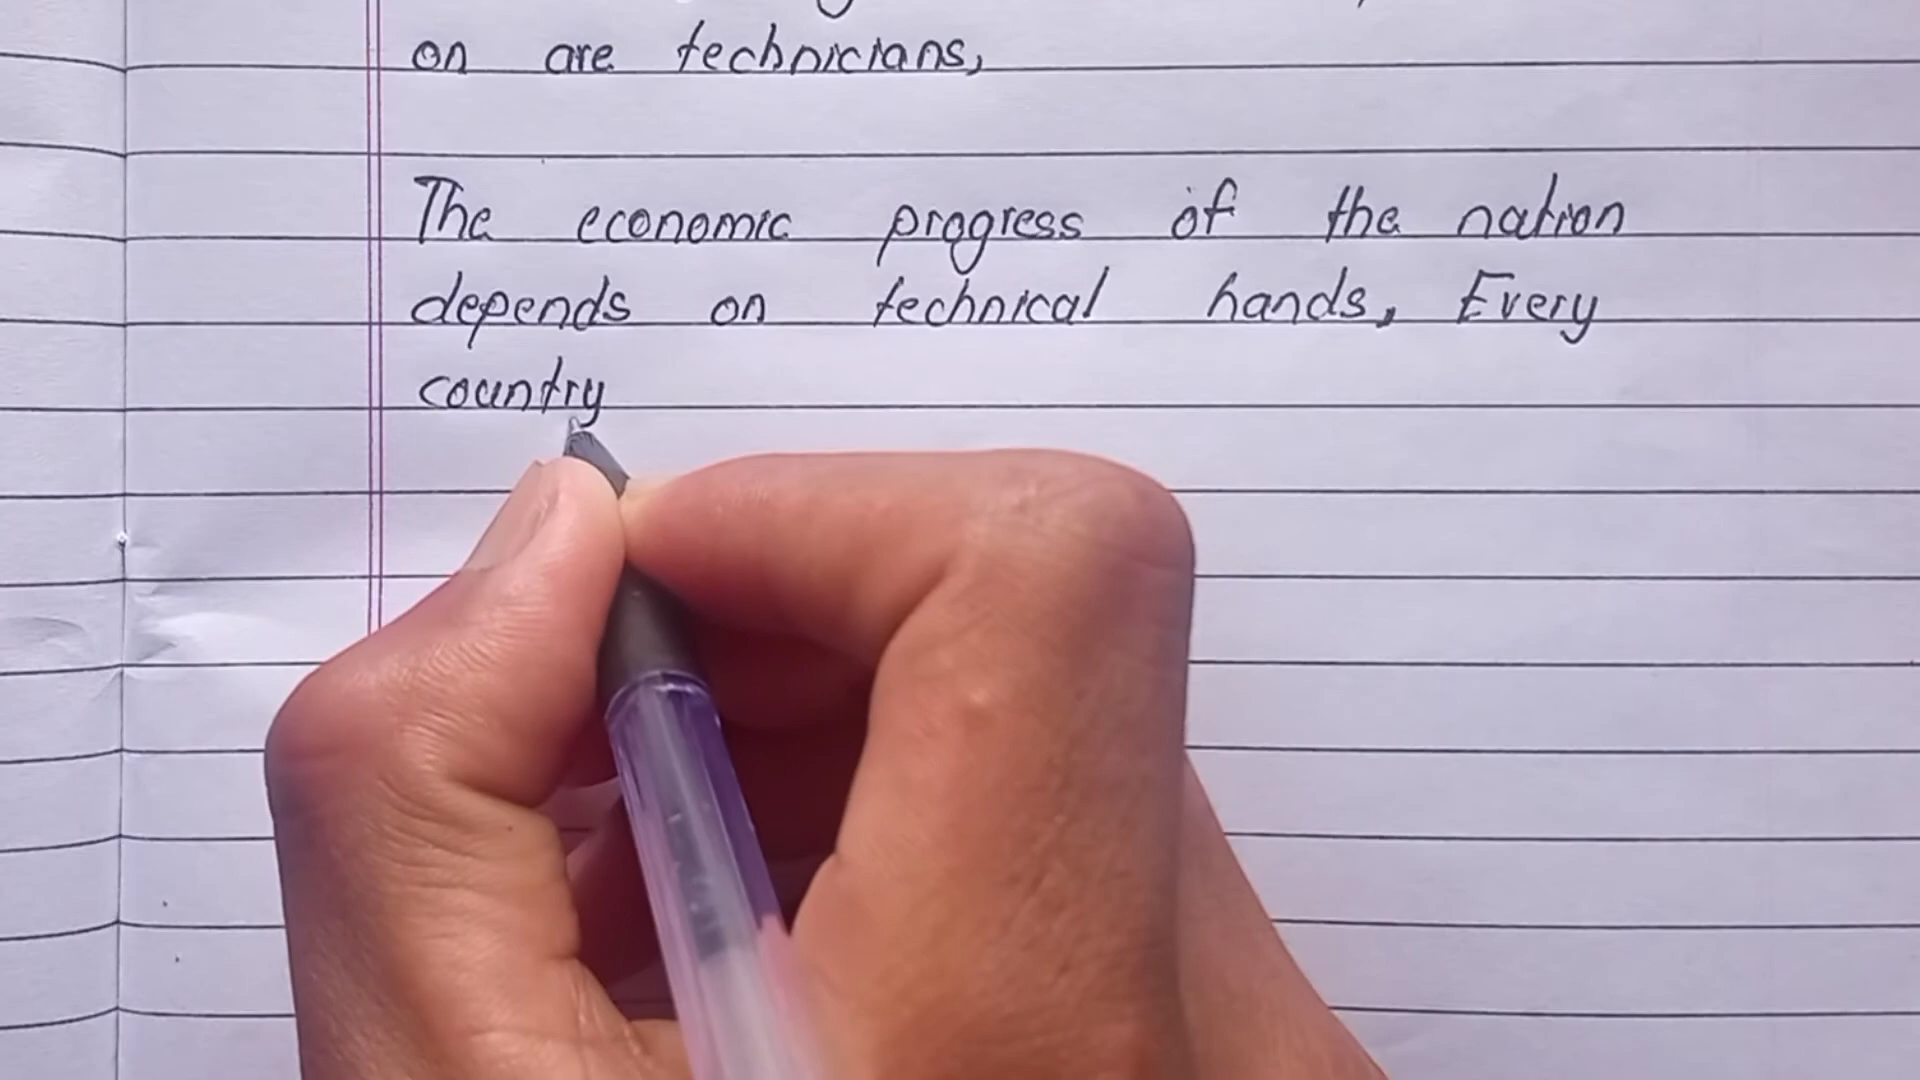 on are technicians,
The economic progress of the nation
depends on technical hands, Every
country